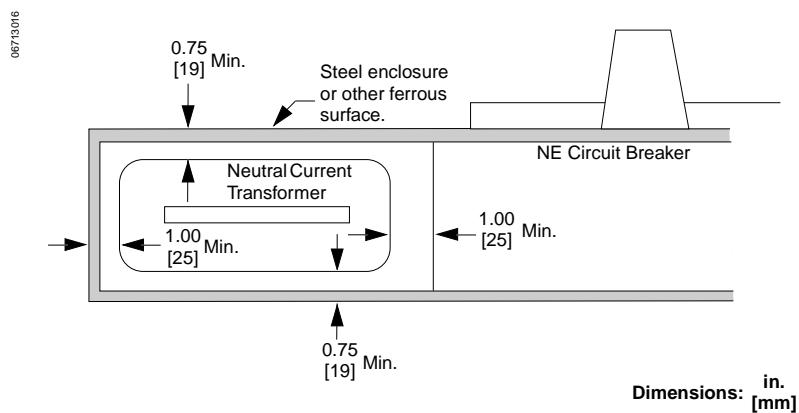 06713016
0.75
[19] Min.
Steel enclosure
or other ferrous
surface.
NE Circuit Breaker
Neutral Current
Transformer
1.00
[25] Min.
1.00
[25] Min.
0.75
[19] Min.
Dimensions: in.
[mm]